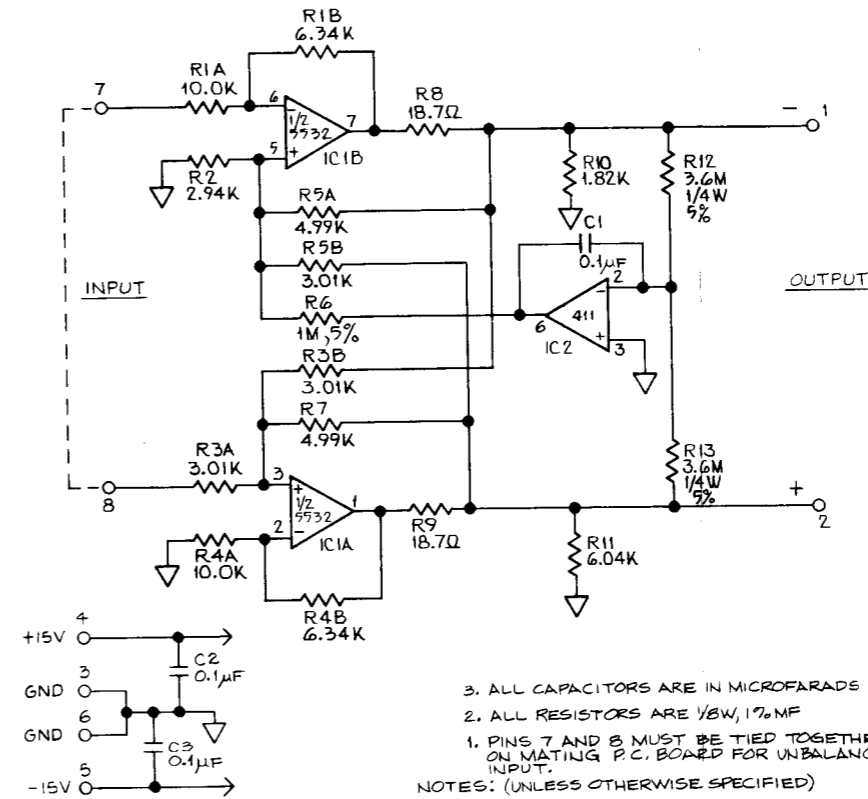 R1B
6.34K
R1A
10.0K
7
6
-
1/2
5532
7
5
+
IC1B
R8
18.7Ω
- 1
R2
2.94K
R10
1.82K
R12
3.6M
1/4W
5%
R5A
4.99K
C1
0.1μF
R5B
3.01K
INPUT
OUTPUT
R6
1M, 5%
2
-
411
6
+
3
IC2
R3B
3.01K
R7
4.99K
R3A
3.01K
8
3
+
1/2
5532
1
2
-
IC1A
R9
18.7Ω
R13
3.6M
1/4W
5%
+
2
R4A
10.0K
R11
6.04K
R4B
6.34K
4
+15V
C2
0.1μF
3
GND
GND
6
C3
0.1μF
5
-15V
3. ALL CAPACITORS ARE IN MICROFARADS
2. ALL RESISTORS ARE 1/8W, 1% MF
1. PINS 7 AND 8 MUST BE TIED TOGETHE
ON MATING P.C. BOARD FOR UNBALANC
INPUT.
NOTES: (UNLESS OTHERWISE SPECIFIED)